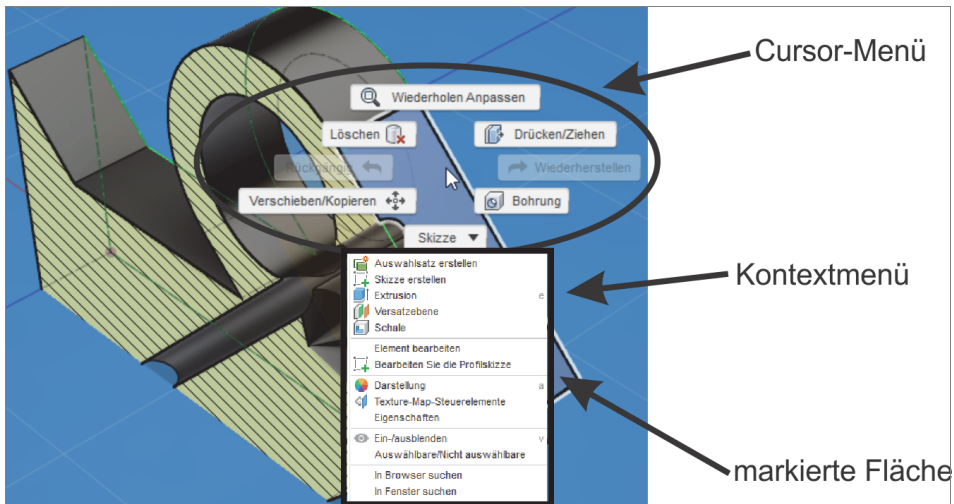 Cursor-Menü
Wiederholen Anpassen
Löschen
Drücken/Ziehen
Rückgängig
Wiederherstellen
Verschieben/Kopieren
Bohrung
Skizze
Auswahlsatz erstellen
Skizze erstellen
Extrusion e
Versatzebene
Schale
Kontextmenü
Element bearbeiten
Bearbeiten Sie die Profilskizze
Darstellung a
Texture-Map-Steuerelemente
Eigenschaften
Ein-/ausblenden v
Auswählbare/Nicht auswählbare
In Browser suchen
In Fenster suchen
markierte Fläche